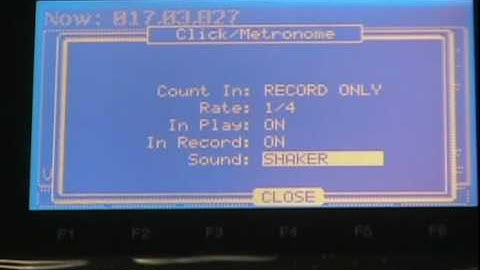 Now: 017.03.027
Click/Metronome
Count In: RECORD ONLY
Rate: 1/4
In Play: ON
In Record: ON
Sound: SHAKER
CLOSE
F1 F2 F3 F4 F5 F6